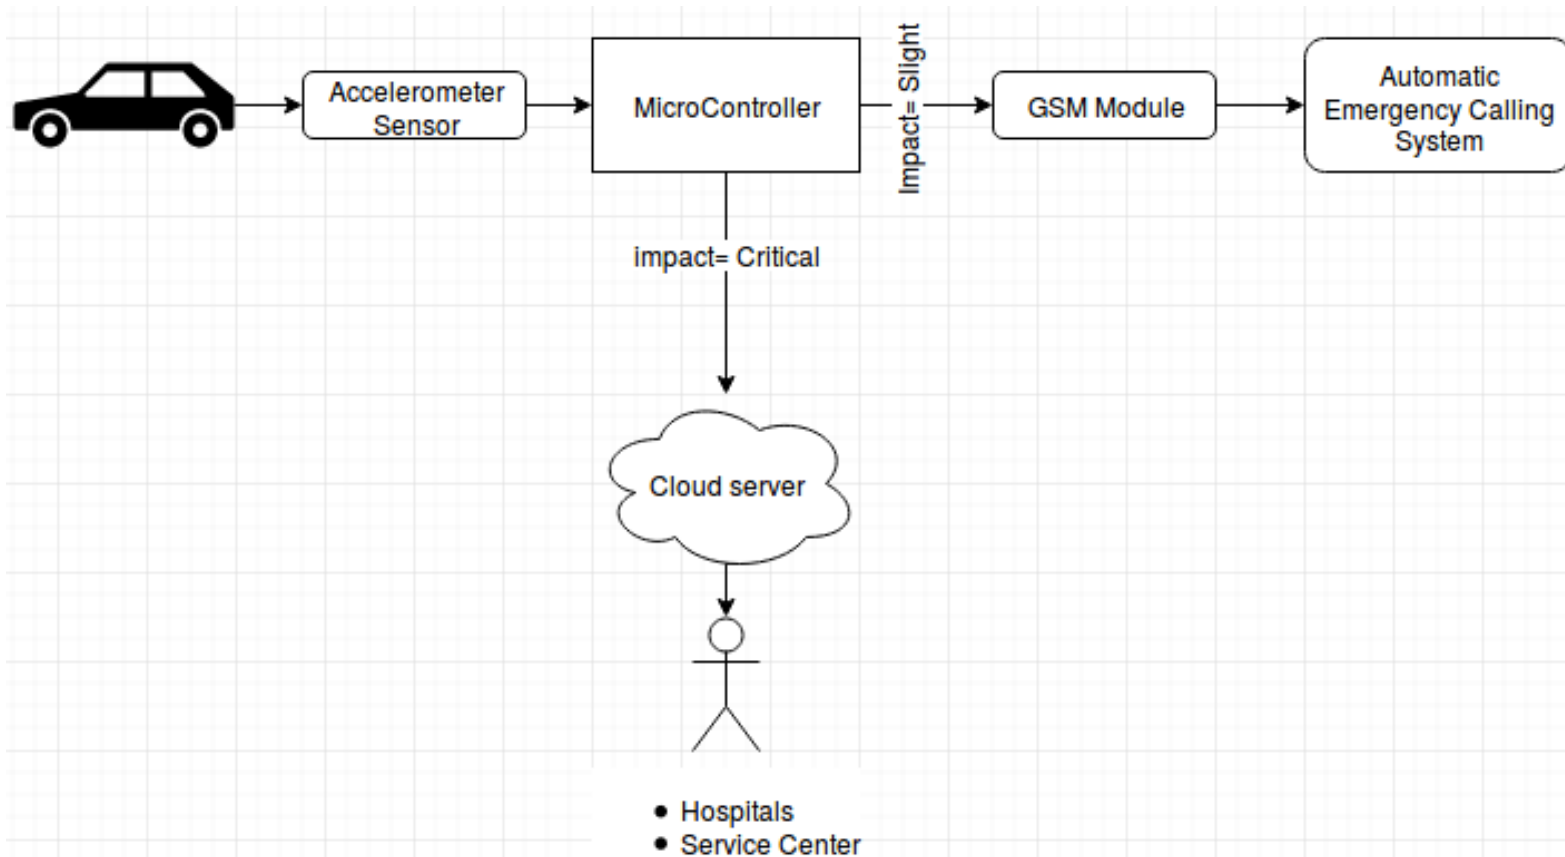 Accelerometer
Sensor
MicroController
Impact= Slight
GSM Module
Automatic
Emergency Calling
System
impact= Critical
Cloud server
● Hospitals
● Service Center